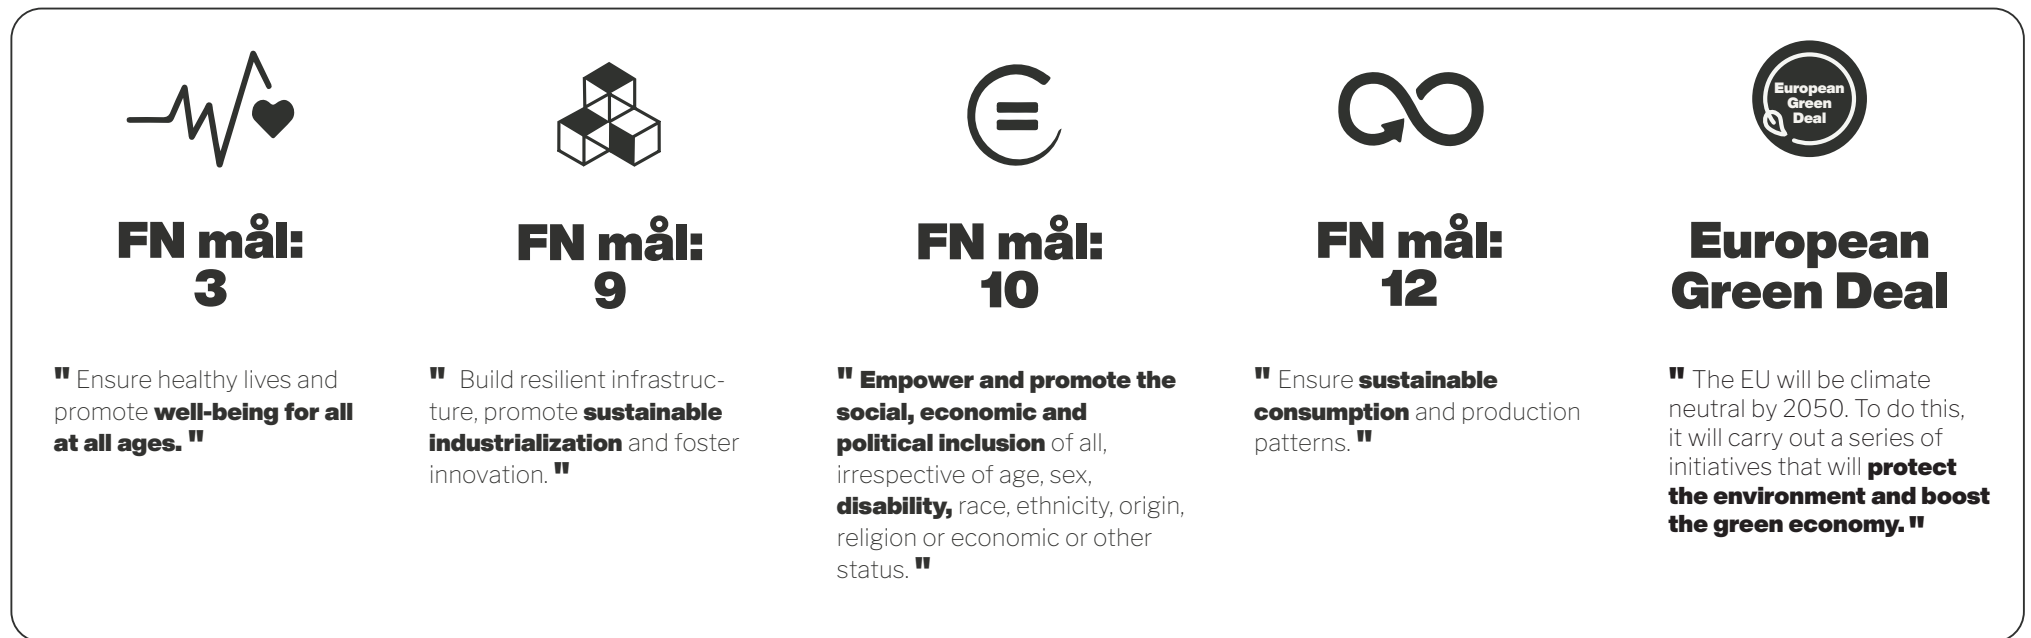 European
Green
Deal
FN mål:
3
FN mål:
9
FN mål:
10
FN mål:
12
European
Green Deal
" Ensure healthy lives and
promote well-being for all
at all ages. "
" Build resilient infrastruc-
ture, promote sustainable
industrialization and foster
innovation. "
" Empower and promote the
social, economic and
political inclusion of all,
irrespective of age, sex,
disability, race, ethnicity, origin,
religion or economic or other
status. "
" Ensure sustainable
consumption and production
patterns. "
" The EU will be climate
neutral by 2050. To do this,
it will carry out a series of
initiatives that will protect
the environment and boost
the green economy. "